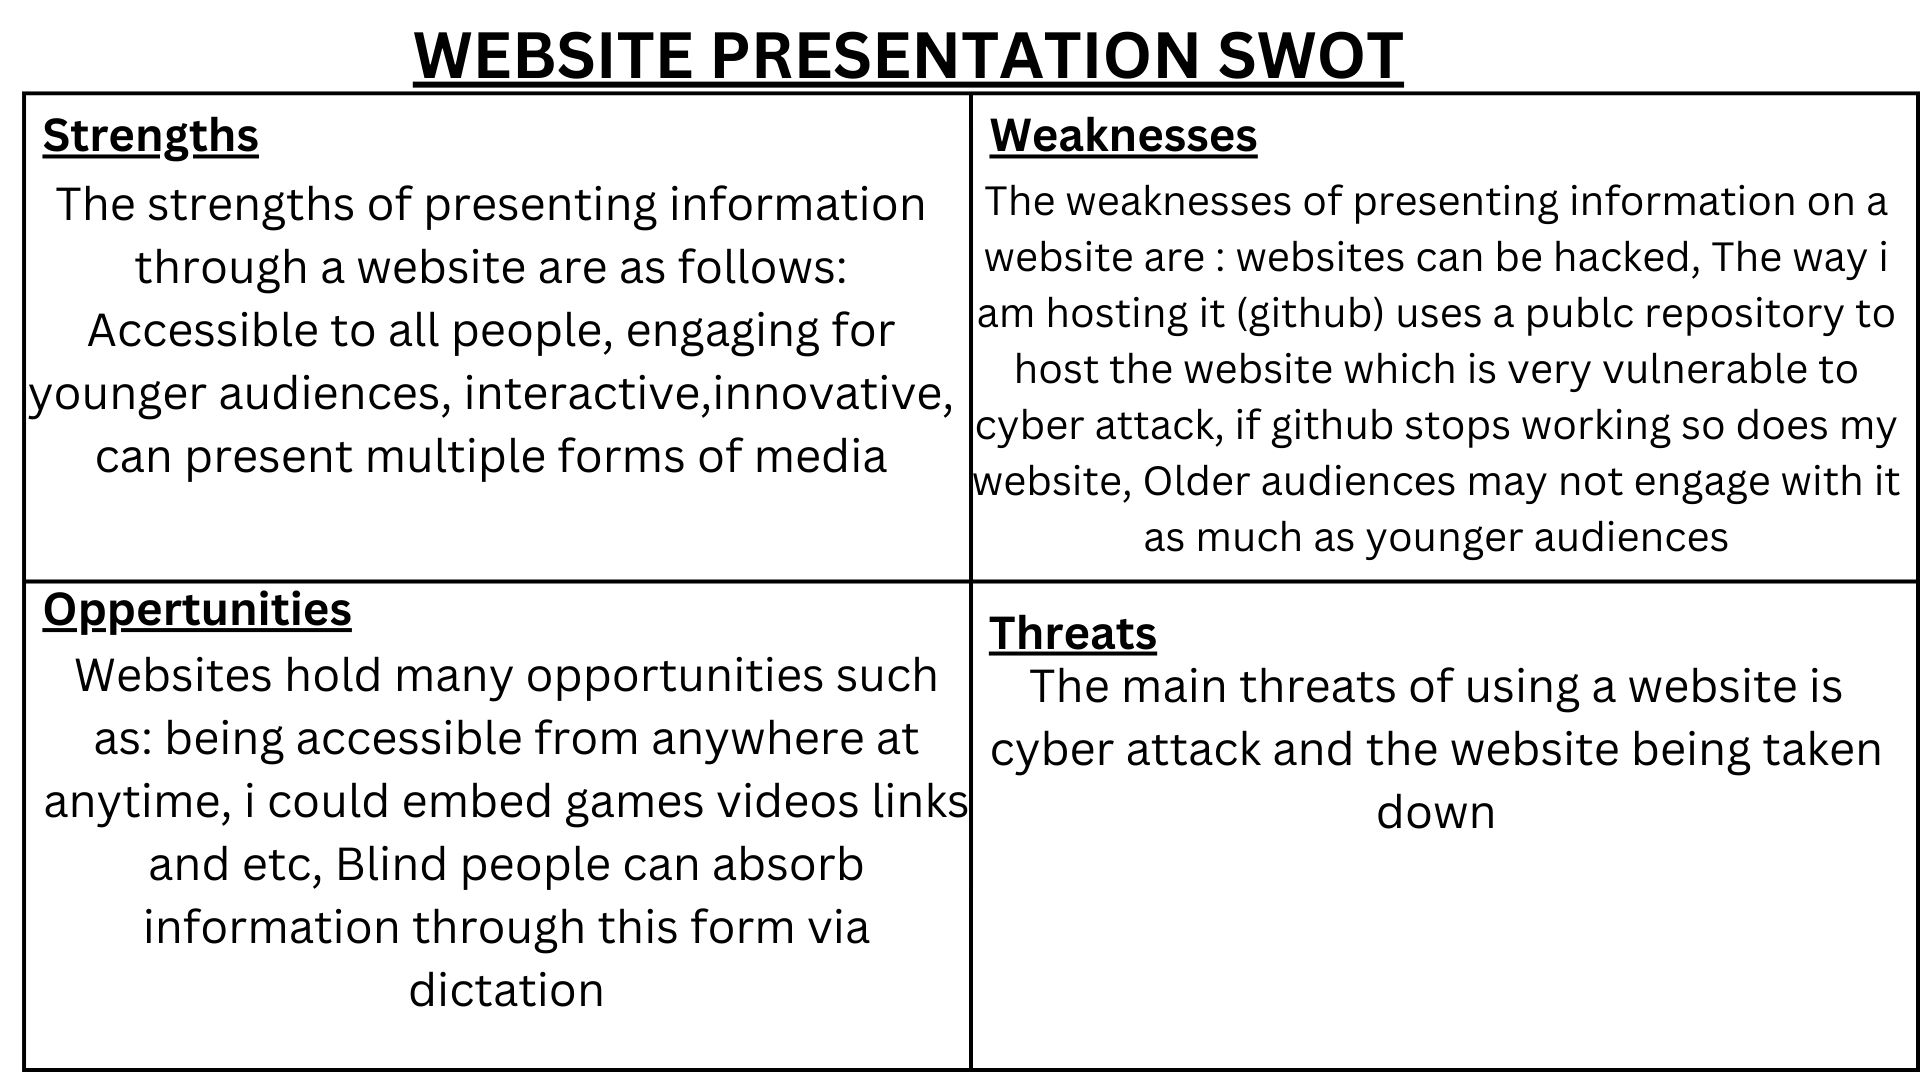 WEBSITE PRESENTATION SWOT
Strengths
The strengths of presenting information
through a website are as follows:
Accessible to all people, engaging for
younger audiences, interactive,innovative,
can present multiple forms of media
Weaknesses
The weaknesses of presenting information on a
website are : websites can be hacked, The way i
am hosting it (github) uses a publc repository to
host the website which is very vulnerable to
cyber attack, if github stops working so does my
website, Older audiences may not engage with it
as much as younger audiences
Oppertunities
Websites hold many opportunities such
as: being accessible from anywhere at
anytime, i could embed games videos links
and etc, Blind people can absorb
information through this form via
dictation
Threats
The main threats of using a website is
cyber attack and the website being taken
down